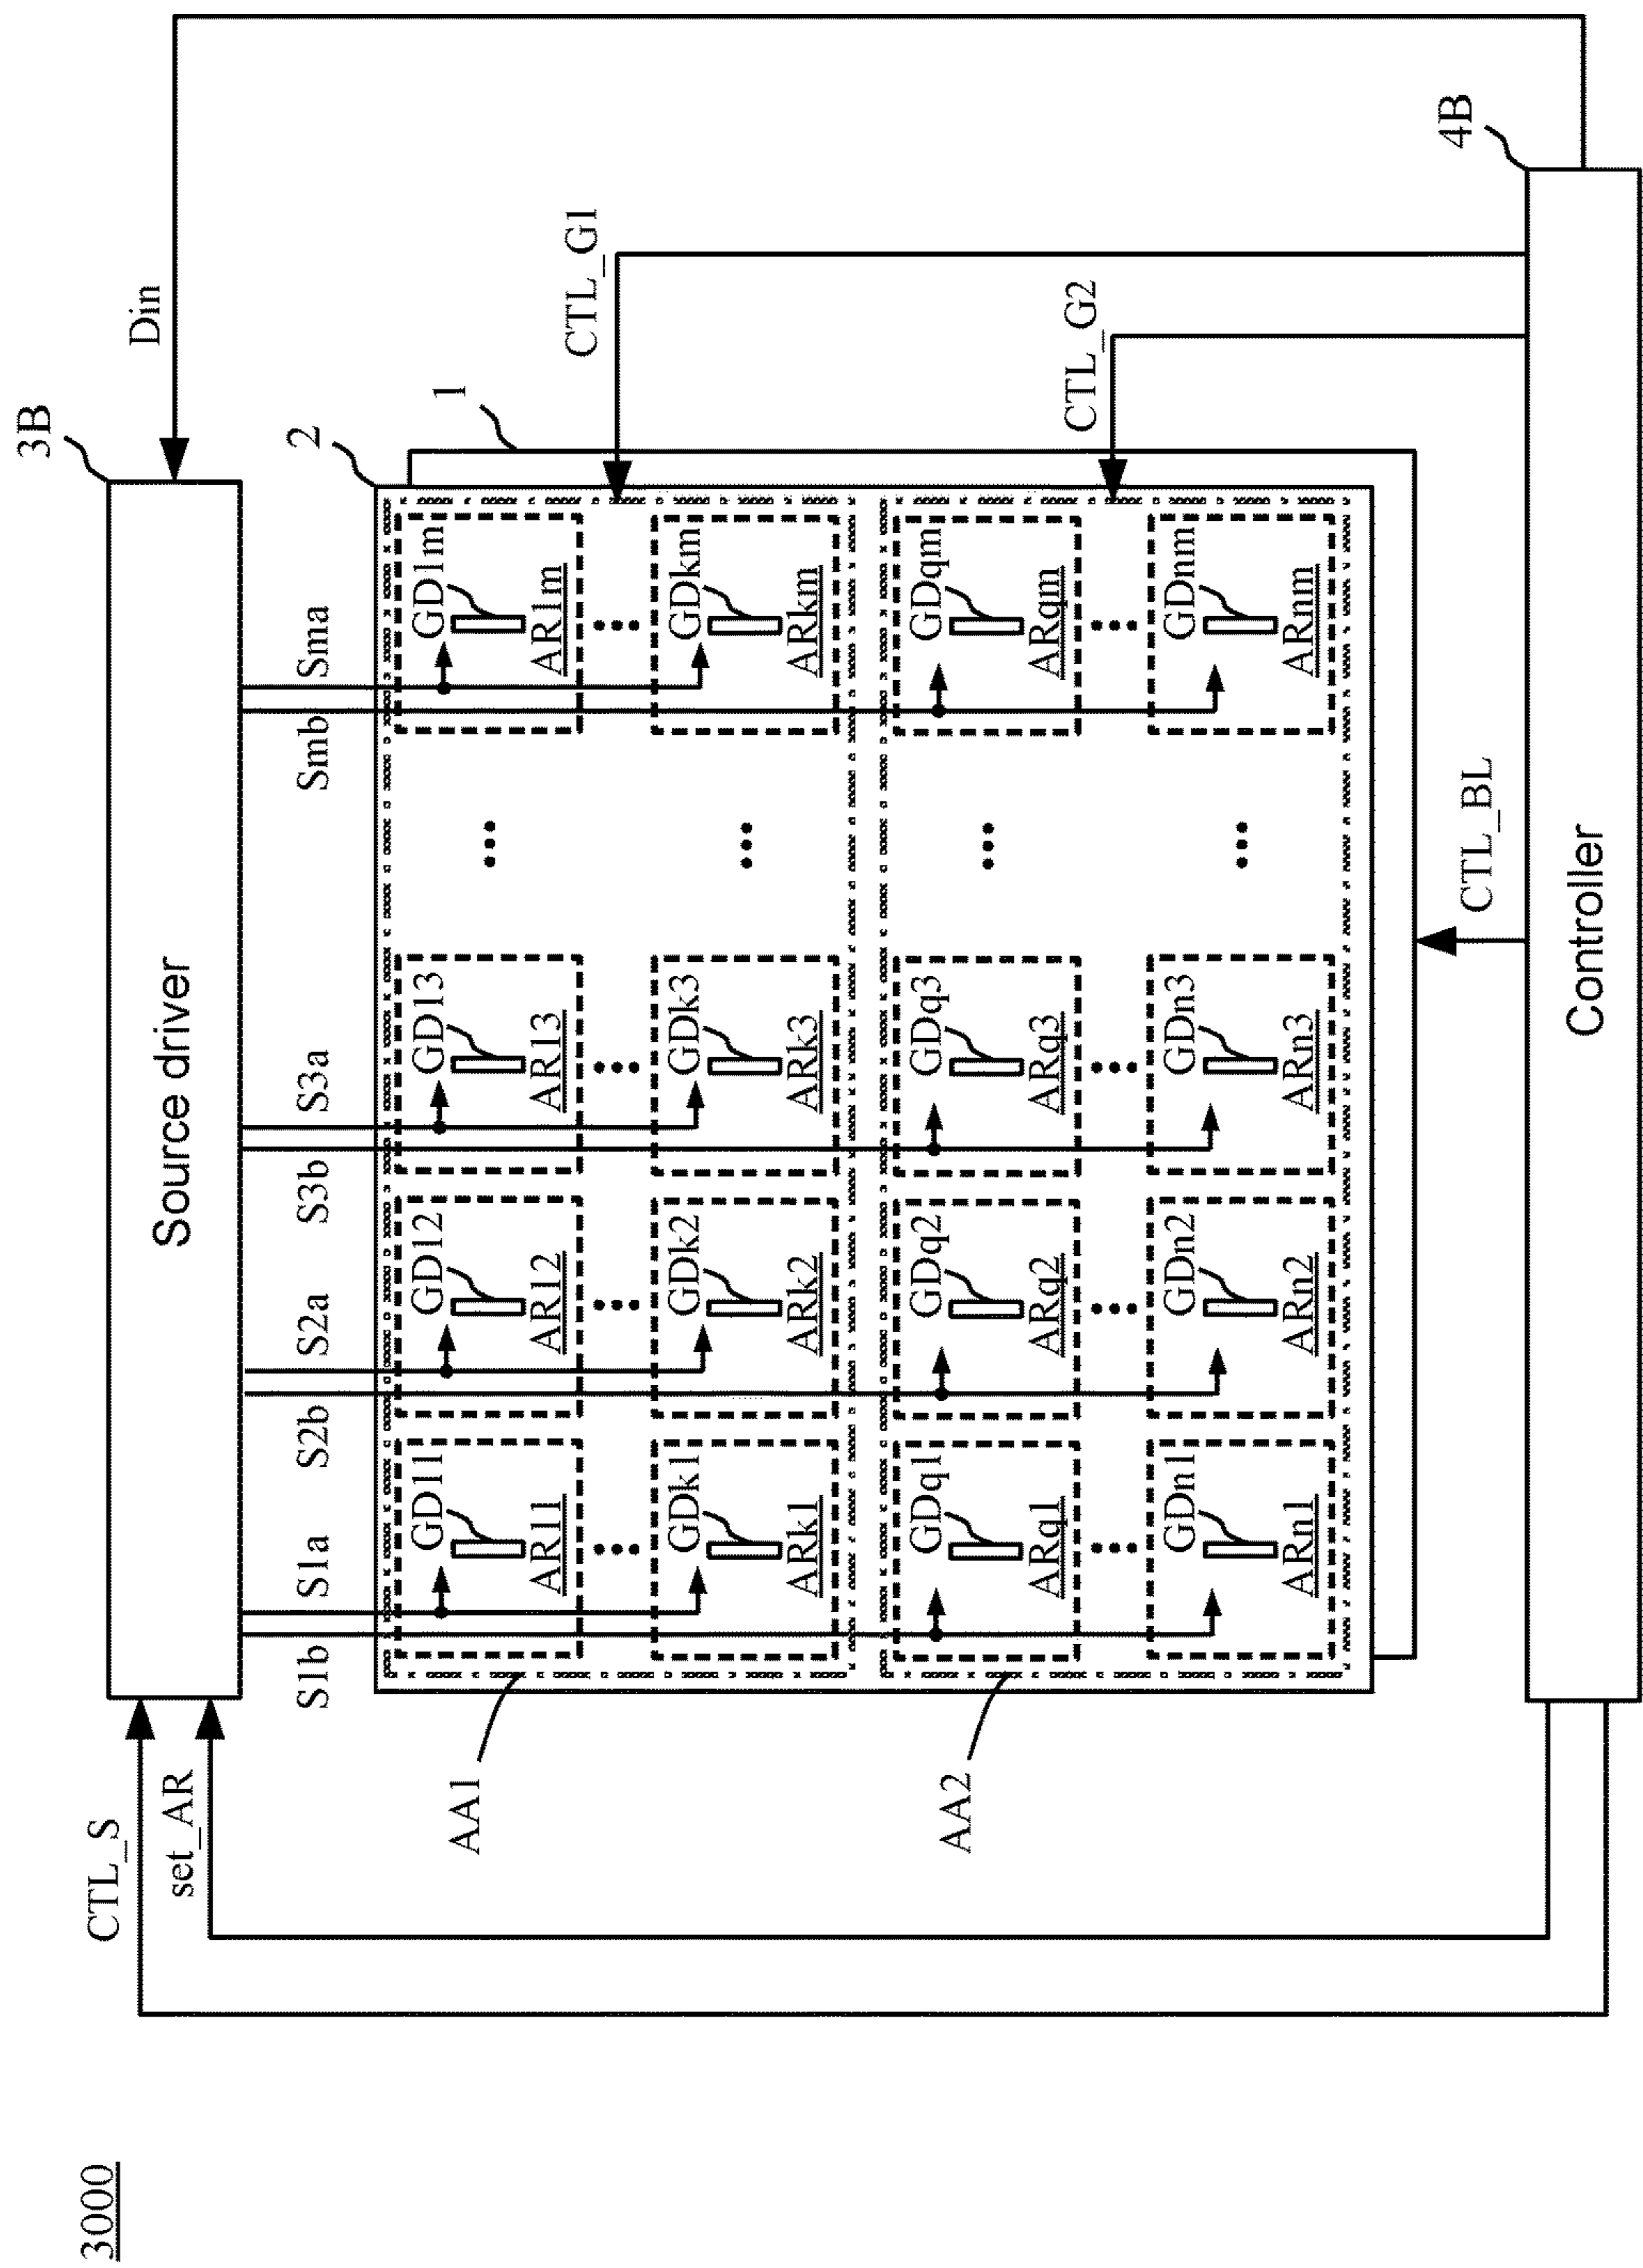 3000
CTL_S
set_AR
3B
Source driver
Din
S1b
S1a
S2b
S2a
S3b
S3a
Smb
Sma
2
1
CTL_G1
CTL_G2
AA1
GD11
AR11
GD12
AR12
GD13
AR13
GD1m
AR1m
GDk1
ARk1
GDk2
ARk2
GDk3
ARk3
GDkm
ARkm
AA2
GDq1
ARq1
GDq2
ARq2
GDq3
ARq3
GDqm
ARqm
GDn1
ARn1
GDn2
ARn2
GDn3
ARn3
GDnm
ARnm
CTL_BL
4B
Controller